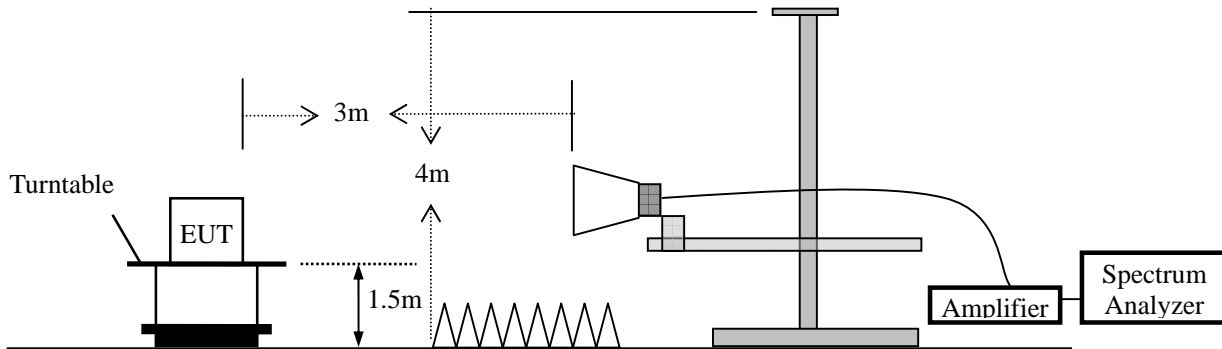 3m
4m
Turntable
EUT
1.5m
Amplifier
Spectrum
Analyzer